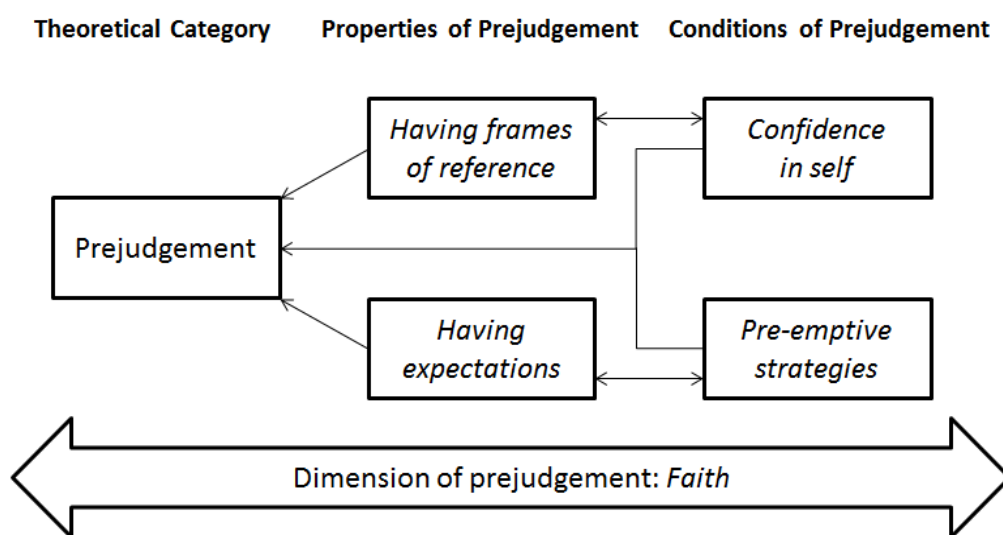 Theoretical Category
Properties of Prejudgement
Conditions of Prejudgement
Having frames
of reference
Confidence
in self
Prejudgement
Having
expectations
Pre-emptive
strategies
Dimension of prejudgement: Faith